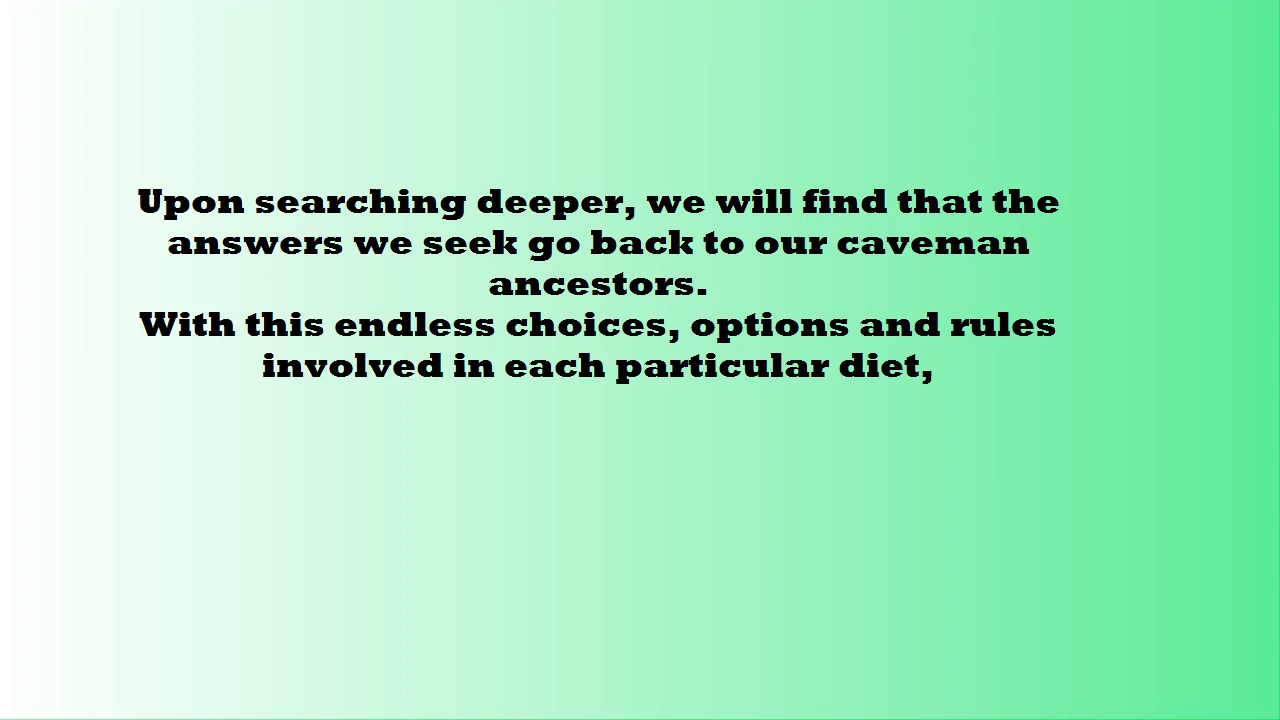 Upon searching deeper, we will find that the
answers we seek go back to our caveman
ancestors.
With this endless choices, options and rules
involved in each particular diet,